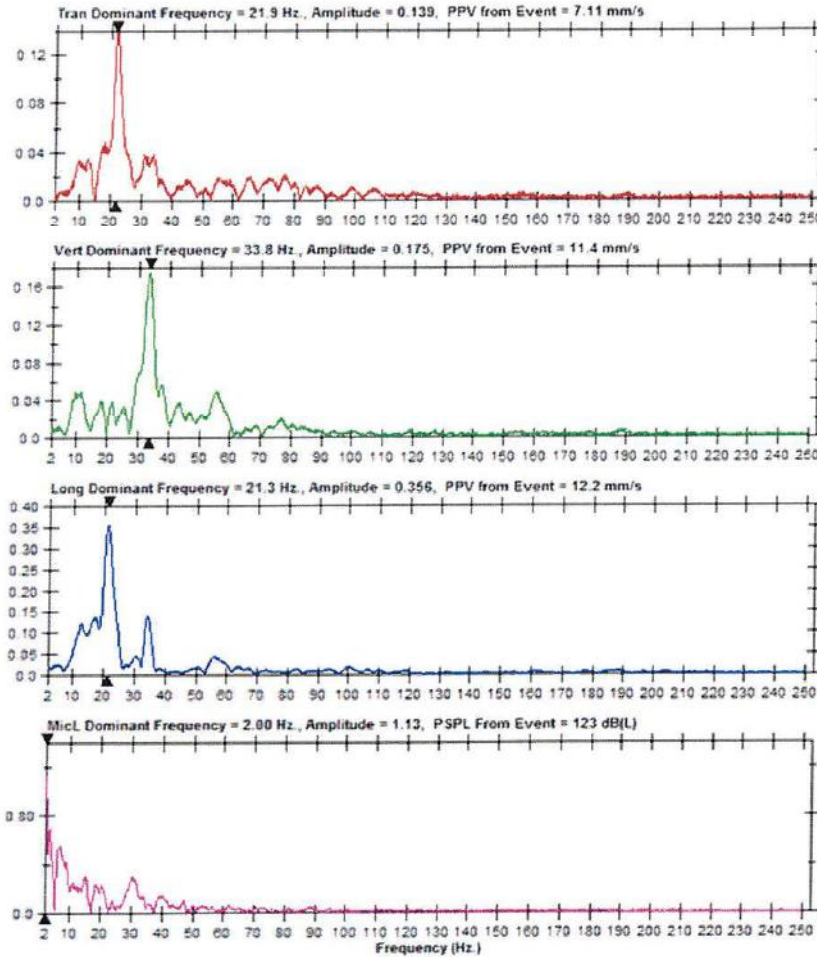 Tran Dominant Frequency = 21.9 Hz., Amplitude = 0.139, PPV from Event = 7.11 mm/s
0.12
0.08
0.04
0.0
2 10 20 30 40 50 60 70 80 90 100 110 120 130 140 150 160 170 180 190 200 210 220 230 240 250
Vert Dominant Frequency = 33.8 Hz., Amplitude = 0.175, PPV from Event = 11.4 mm/s
0.16
0.12
0.04
0.0
2 10 20 30 40 50 60 70 80 90 100 110 120 130 140 150 160 170 180 190 200 210 220 230 240 250
Long Dominant Frequency = 21.3 Hz., Amplitude = 0.356, PPV from Event = 12.2 mm/s
0.40
0.35
0.30
0.25
0.20
0.15
0.10
0.05
0.0
2 10 20 30 40 50 60 70 80 90 100 110 120 130 140 150 160 170 180 190 200 210 220 230 240 250
MicL Dominant Frequency = 2.00 Hz., Amplitude = 1.13, PSPL From Event = 123 dB(L)
0.0
2 10 20 30 40 50 60 70 80 90 100 110 120 130 140 150 160 170 180 190 200 210 220 230 240 250
Frequency (Hz.)